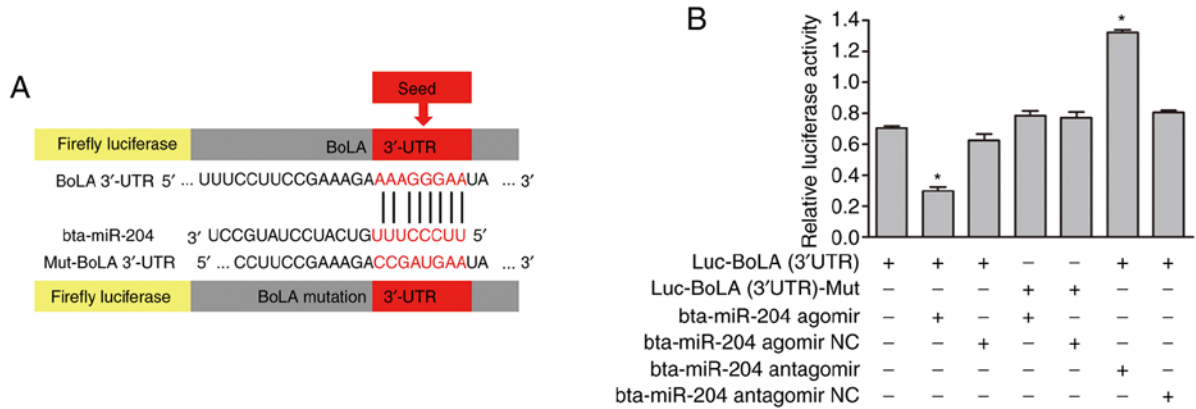 A
Seed
Firefly luciferase BoLA 3′-UTR
BoLA 3′-UTR 5′ ... UUUCCUUCCGAAAGAAAAGGGAAUA ... 3′
bta-miR-204 3′ UCCGUAUCCUACUGUUUCCCUU 5′
Mut-BoLA 3′-UTR 5′ ... CCUUCCGAAAGACCGAUGAAUA ... 3′
Firefly luciferase BoLA mutation 3′-UTR
B
Relative luciferase activity
1.4
1.2
1.0
0.8
0.6
0.4
0.2
0.0
* *
Luc-BoLA (3′UTR) + + + − − + +
Luc-BoLA (3′UTR)-Mut − − − + + − −
bta-miR-204 agomir − + − + − − −
bta-miR-204 agomir NC − − + − + − −
bta-miR-204 antagomir − − − − − + −
bta-miR-204 antagomir NC − − − − − − +